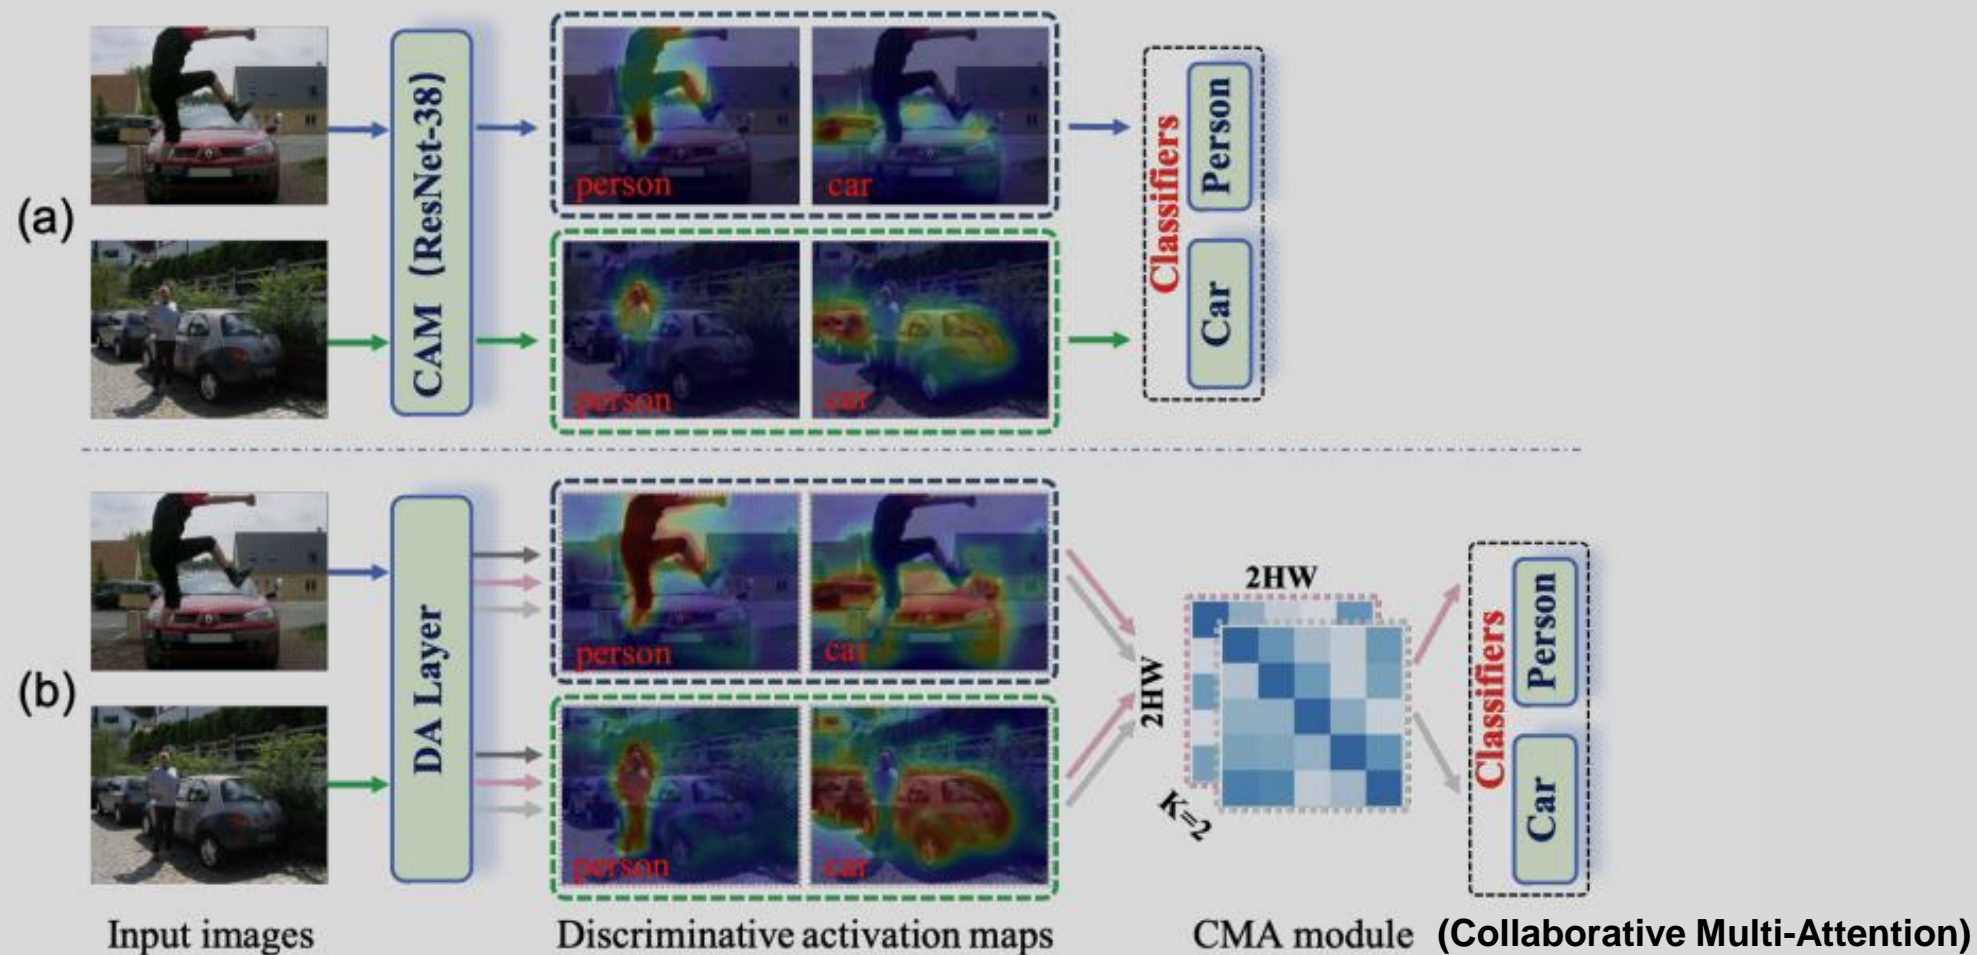 (a)
CAM (ResNet-38)
person
car
person
car
Classifiers
Person
Car
(b)
DA Layer
person
car
person
car
2HW
2HW
K=2
Classifiers
Person
Car
Input images
Discriminative activation maps
CMA module (Collaborative Multi-Attention)